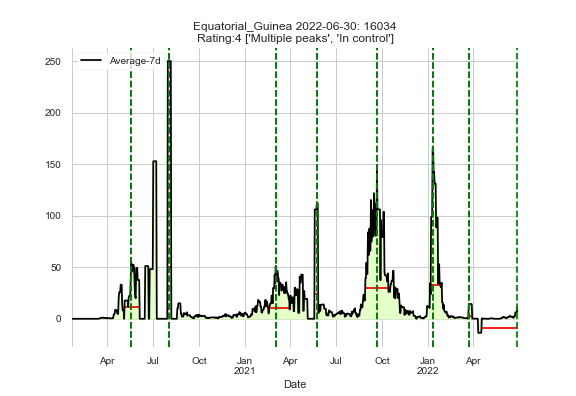 Equatorial_Guinea 2022-06-30: 16034
Rating:4 ['Multiple peaks', 'In control']
Average-7d
250
200
150
100
50
0
Apr Jul Oct Jan Apr Jul Oct Jan Apr
2021 2022
Date